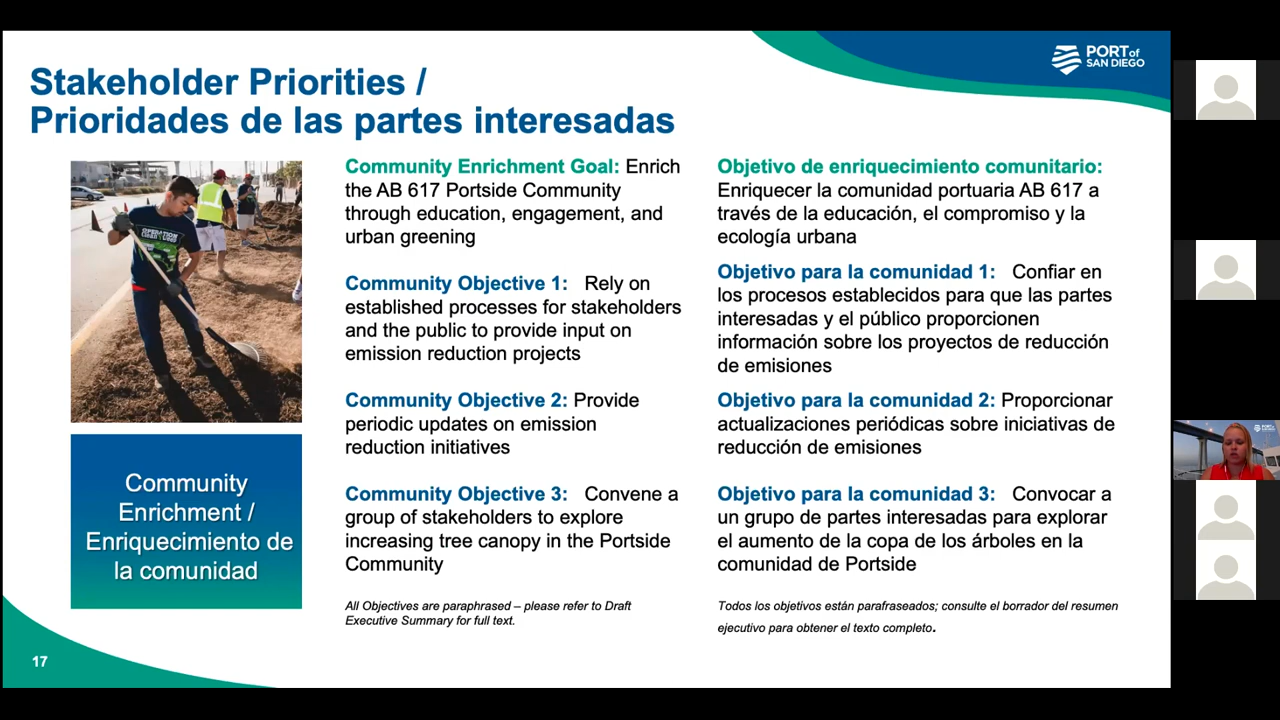 PORT of
SAN DIEGO
Stakeholder Priorities /
Prioridades de las partes interesadas
Community Enrichment Goal: Enrich
the AB 617 Portside Community
through education, engagement, and
urban greening
Community Objective 1: Rely on
established processes for stakeholders
and the public to provide input on
emission reduction projects
Community Objective 2: Provide
periodic updates on emission
reduction initiatives
Community Objective 3: Convene a
group of stakeholders to explore
increasing tree canopy in the Portside
Community
All Objectives are paraphrased – please refer to Draft
Executive Summary for full text.
Objetivo de enriquecimiento comunitario:
Enriquecer la comunidad portuaria AB 617 a
través de la educación, el compromiso y la
ecología urbana
Objetivo para la comunidad 1: Confiar en
los procesos establecidos para que las partes
interesadas y el público proporcionen
información sobre los proyectos de reducción
de emisiones
Objetivo para la comunidad 2: Proporcionar
actualizaciones periódicas sobre iniciativas de
reducción de emisiones
Objetivo para la comunidad 3: Convocar a
un grupo de partes interesadas para explorar
el aumento de la copa de los árboles en la
comunidad de Portside
Todos los objetivos están parafraseados; consulte el borrador del resumen
ejecutivo para obtener el texto completo.
OPERATION
Community
Enrichment /
Enriquecimiento de
la comunidad
17